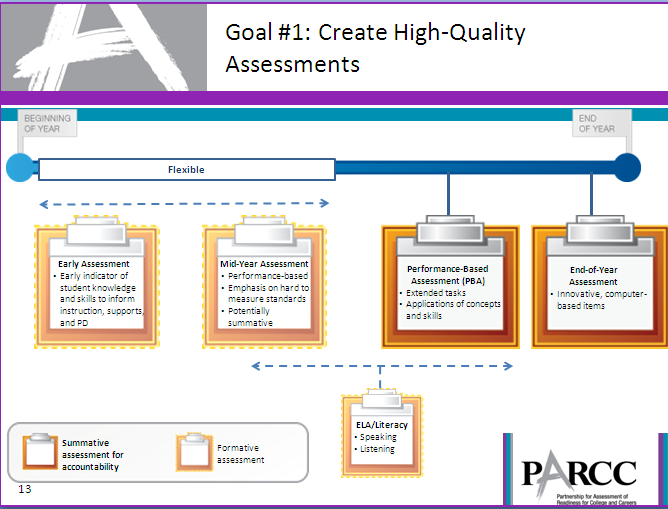 Goal #1: Create High-Quality
Assessments
BEGINNING
OF YEAR
END
OF YEAR
Flexible
Early Assessment
• Early indicator of
student knowledge
and skills to inform
instruction, supports,
and PD
Mid-Year Assessment
• Performance-based
• Emphasis on hard to
measure standards
• Potentially
summative
Performance-Based
Assessment (PBA)
• Extended tasks
• Applications of concepts
and skills
End-of-Year
Assessment
• Innovative, computer-
based items
ELA/Literacy
• Speaking
• Listening
Summative
assessment for
accountability
Formative
assessment
13
PARCC
Partnership for Assessment of
Readiness for College and Careers